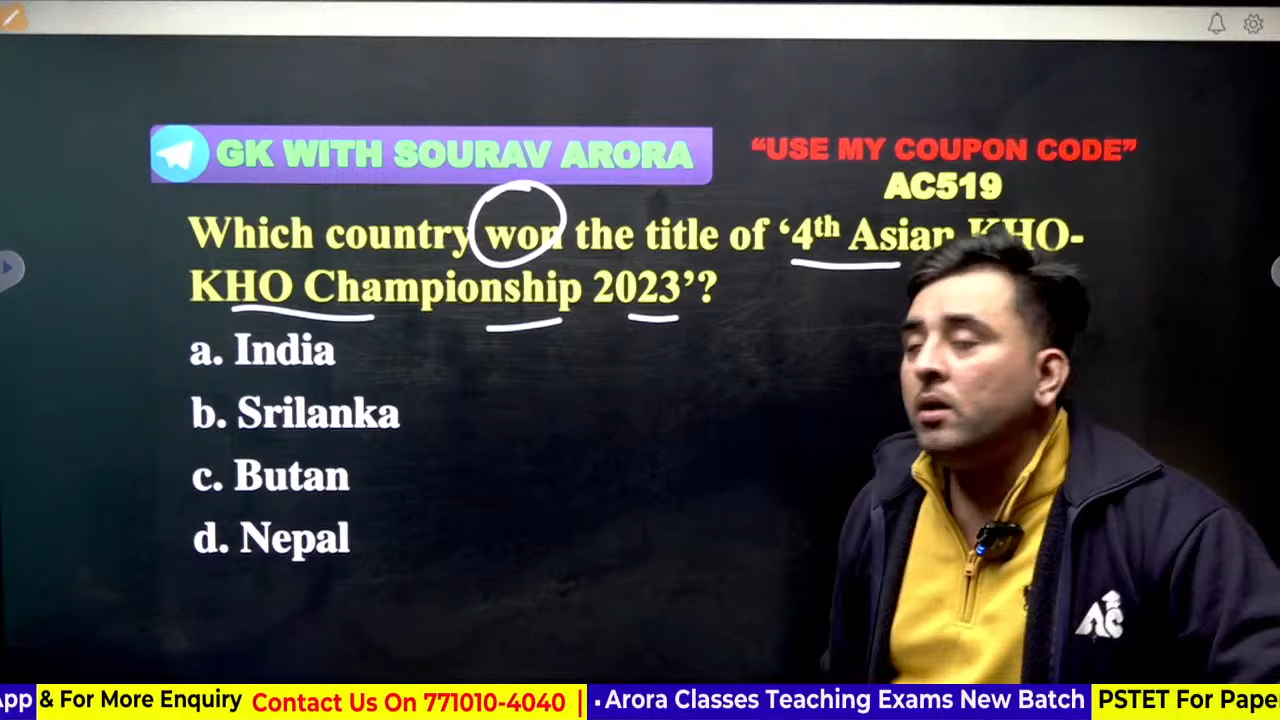 GK WITH SOURAV ARORA
“USE MY COUPON CODE”
AC519
Which country won the title of ‘4th Asian KHO-
KHO Championship 2023’?
a. India
b. Srilanka
c. Butan
d. Nepal
AC
App & For More Enquiry Contact Us On 771010-4040 | • Arora Classes Teaching Exams New Batch PSTET For Pape